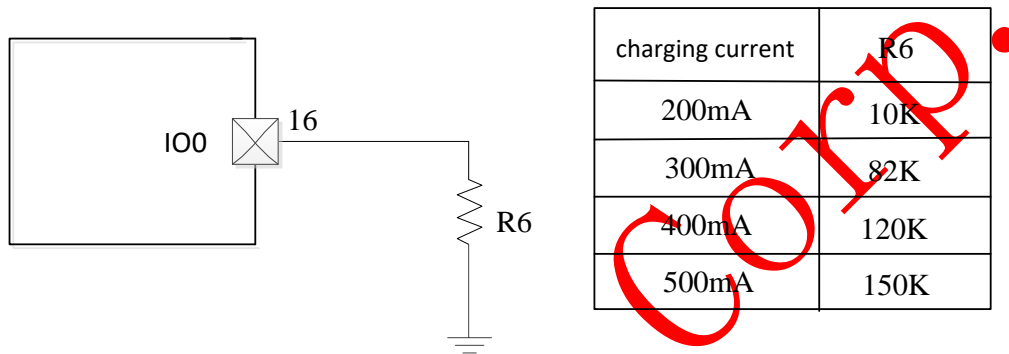 IO0
16
R6
charging current R6
200mA 10K
300mA 82K
400mA 120K
500mA 150K
Corp.